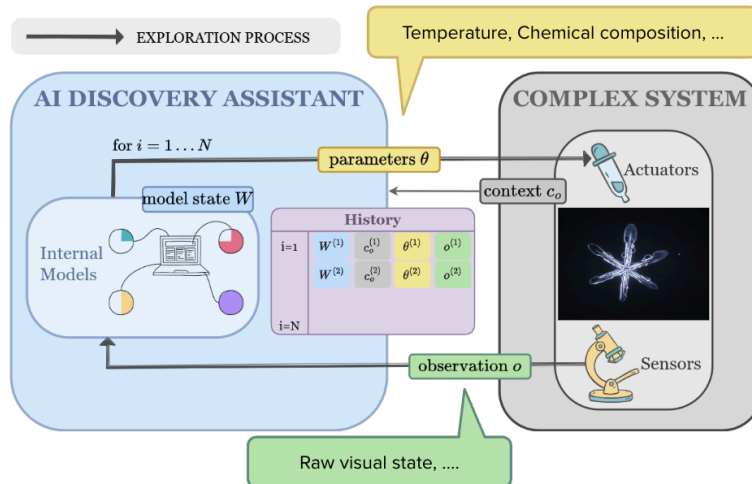 EXPLORATION PROCESS
Temperature, Chemical composition, ...
AI DISCOVERY ASSISTANT
COMPLEX SYSTEM
for i = 1 … N
parameters θ
Actuators
context c_o
model state W
Internal
Models
History
i=1 W^(1) c_o^(1) θ^(1) o^(1)
W^(2) c_o^(2) θ^(2) o^(2)
i=N
observation o
Sensors
Raw visual state, ....